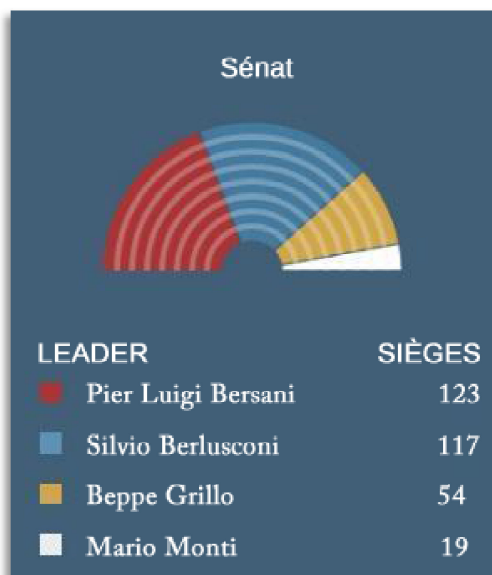 Sénat
LEADER SIÈGES
Pier Luigi Bersani 123
Silvio Berlusconi 117
Beppe Grillo 54
Mario Monti 19